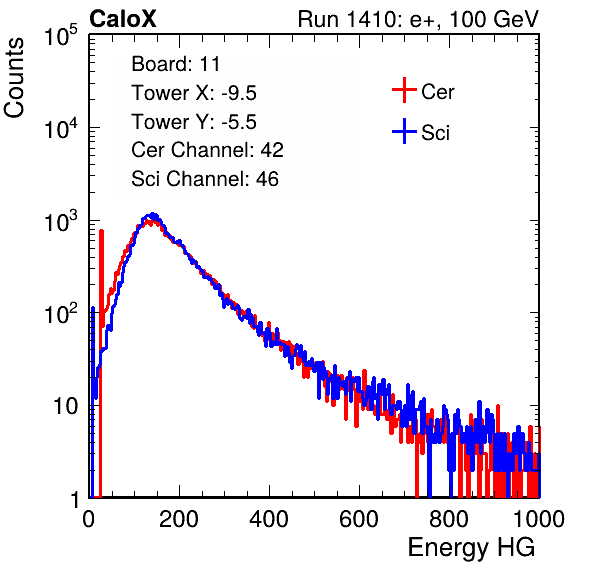 CaloX Run 1410: e+, 100 GeV
Counts
Board: 11
Tower X: -9.5
Tower Y: -5.5
Cer Channel: 42
Sci Channel: 46
Cer
Sci
10^5
10^4
10^3
10^2
10
1
0 200 400 600 800 1000
Energy HG